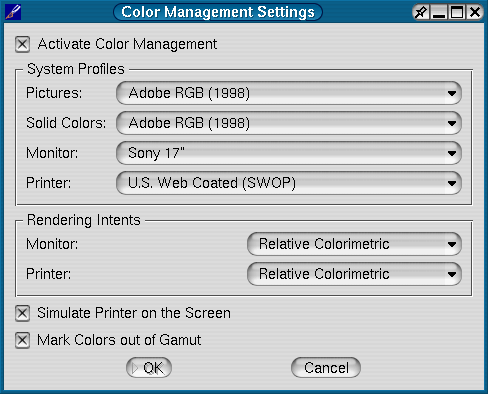 Color Management Settings
Activate Color Management
System Profiles
Pictures: Adobe RGB (1998)
Solid Colors: Adobe RGB (1998)
Monitor: Sony 17"
Printer: U.S. Web Coated (SWOP)
Rendering Intents
Monitor: Relative Colorimetric
Printer: Relative Colorimetric
Simulate Printer on the Screen
Mark Colors out of Gamut
OK Cancel